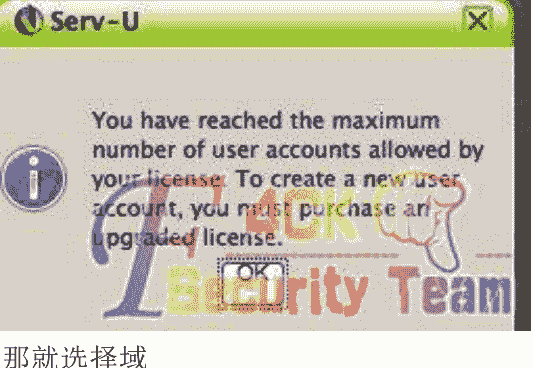 Serv-U
You have reached the maximum
number of user accounts allowed by
your license. To create a new user
account, you must purchase an
upgraded license.
OK
F4CK
Security Team
那就选择域